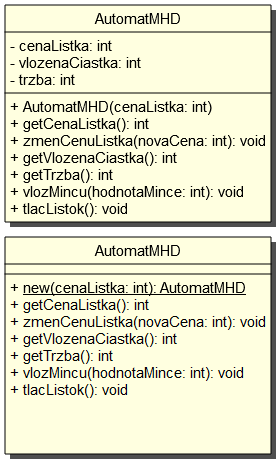 AutomatMHD
- cenaListka: int
- vlozenaCiastka: int
- trzba: int
+ AutomatMHD(cenaListka: int)
+ getCenaListka(): int
+ zmenCenuListka(novaCena: int): void
+ getVlozenaCiastka(): int
+ getTrzba(): int
+ vlozMincu(hodnotaMince: int): void
+ tlacListok(): void
AutomatMHD
+ new(cenaListka: int): AutomatMHD
+ getCenaListka(): int
+ zmenCenuListka(novaCena: int): void
+ getVlozenaCiastka(): int
+ getTrzba(): int
+ vlozMincu(hodnotaMince: int): void
+ tlacListok(): void